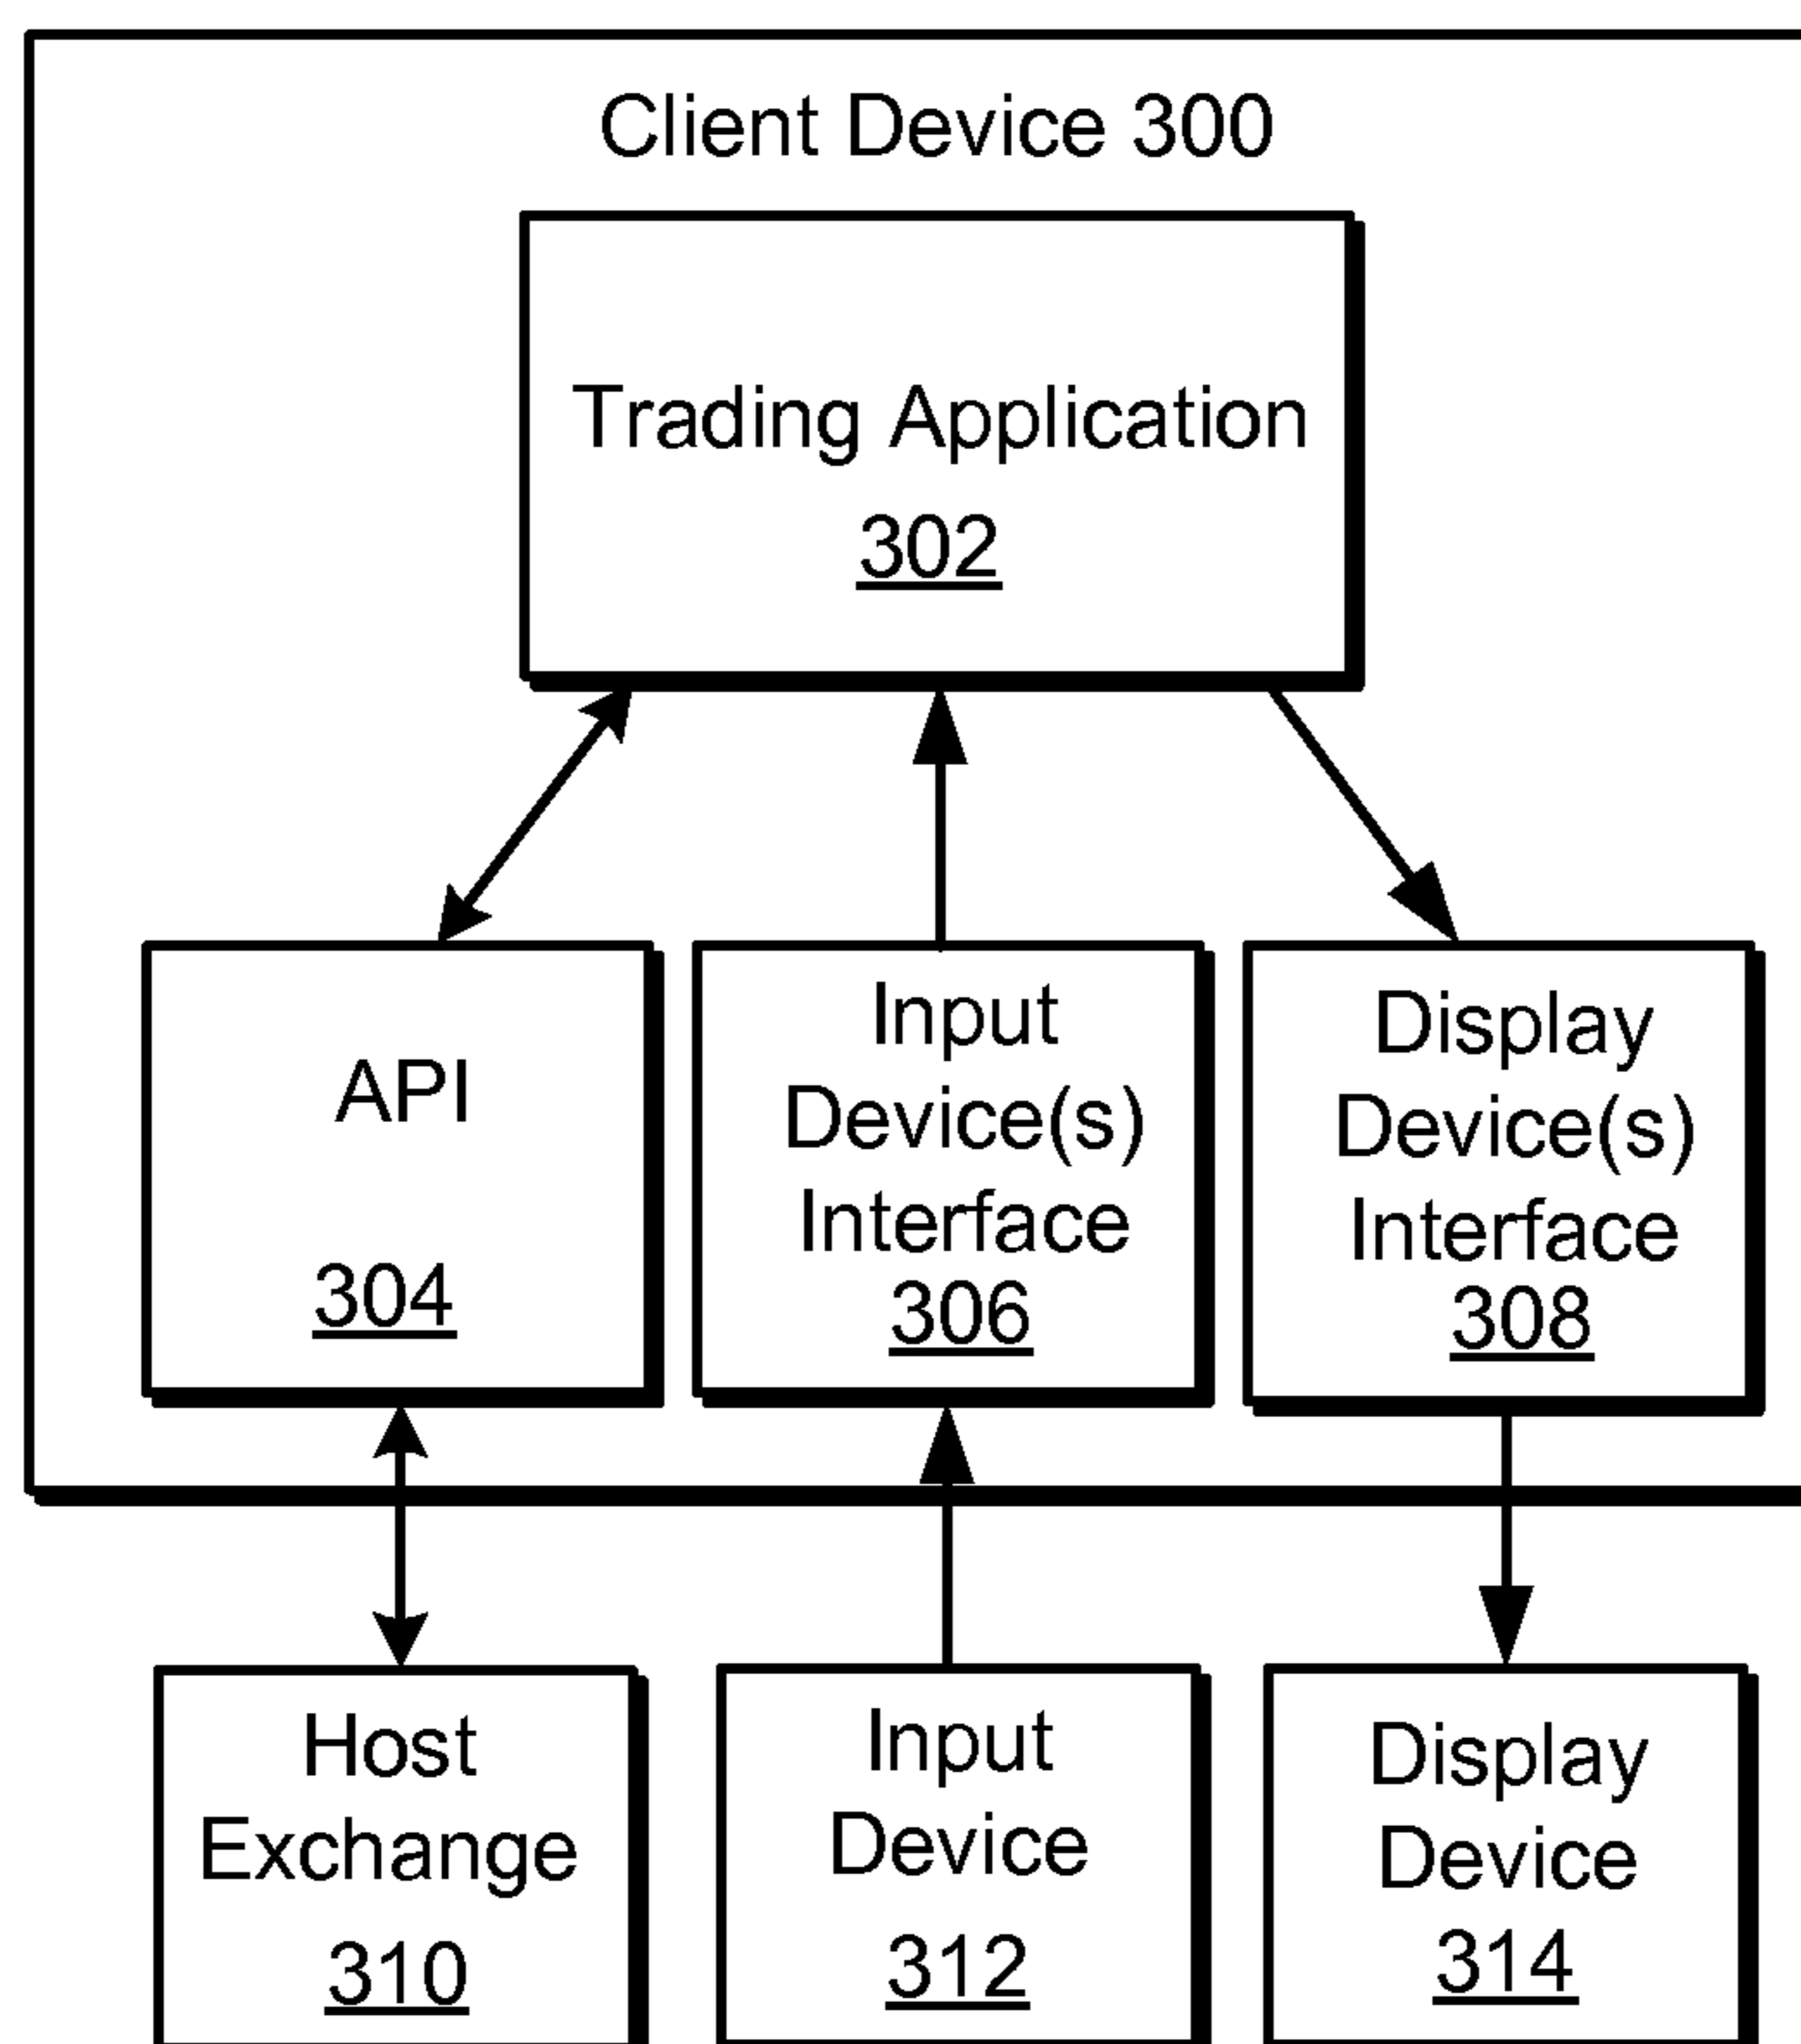 Client Device 300
Trading Application
302
API
304
Input
Device(s)
Interface
306
Display
Device(s)
Interface
308
Host
Exchange
310
Input
Device
312
Display
Device
314